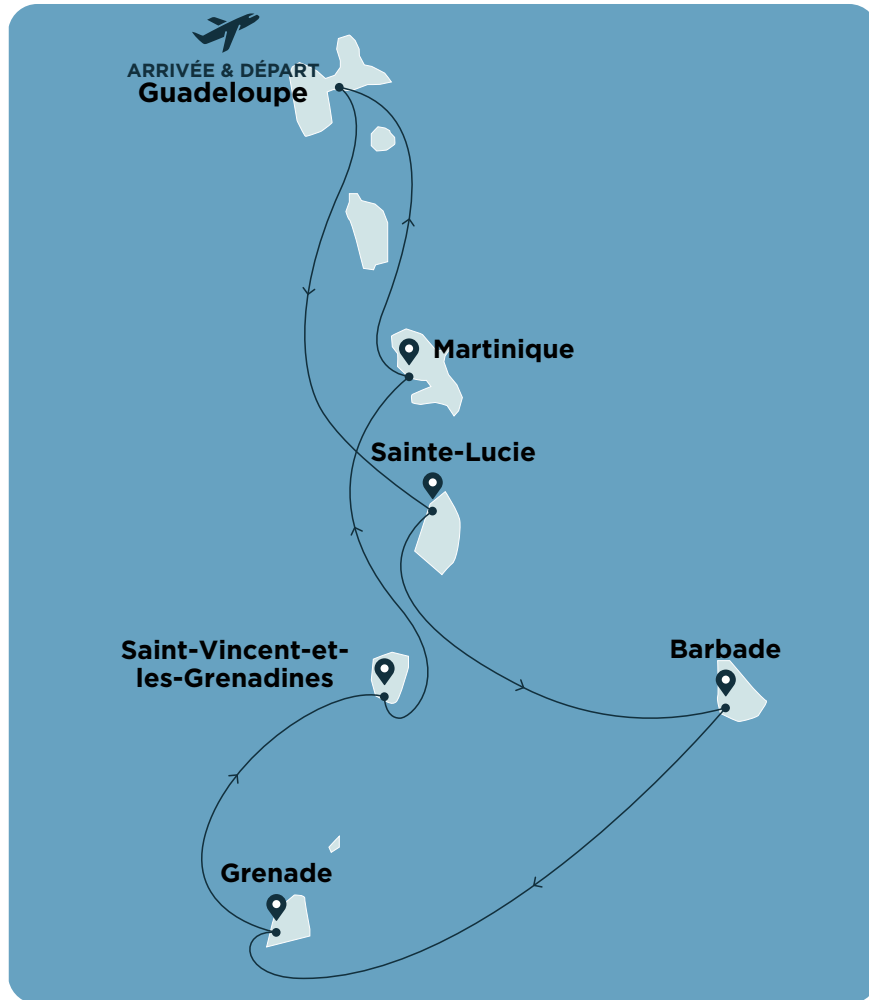 ARRIVÉE & DÉPART
Guadeloupe
Martinique
Sainte-Lucie
Saint-Vincent-et-
les-Grenadines
Barbade
Grenade